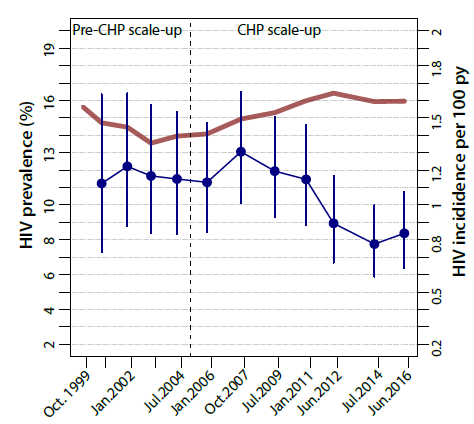 Pre-CHP scale-up
CHP scale-up
HIV prevalence (%)
19
16
13
10
8
6
4
2
2
1.8
1.5
1.2
1
0.8
0.5
0.2
HIV incididence per 100 py
Oct.1999
Jan.2002
Jul.2004
Jan.2006
Oct.2007
Jul.2009
Jan.2011
Jun.2012
Jul.2014
Jun.2016